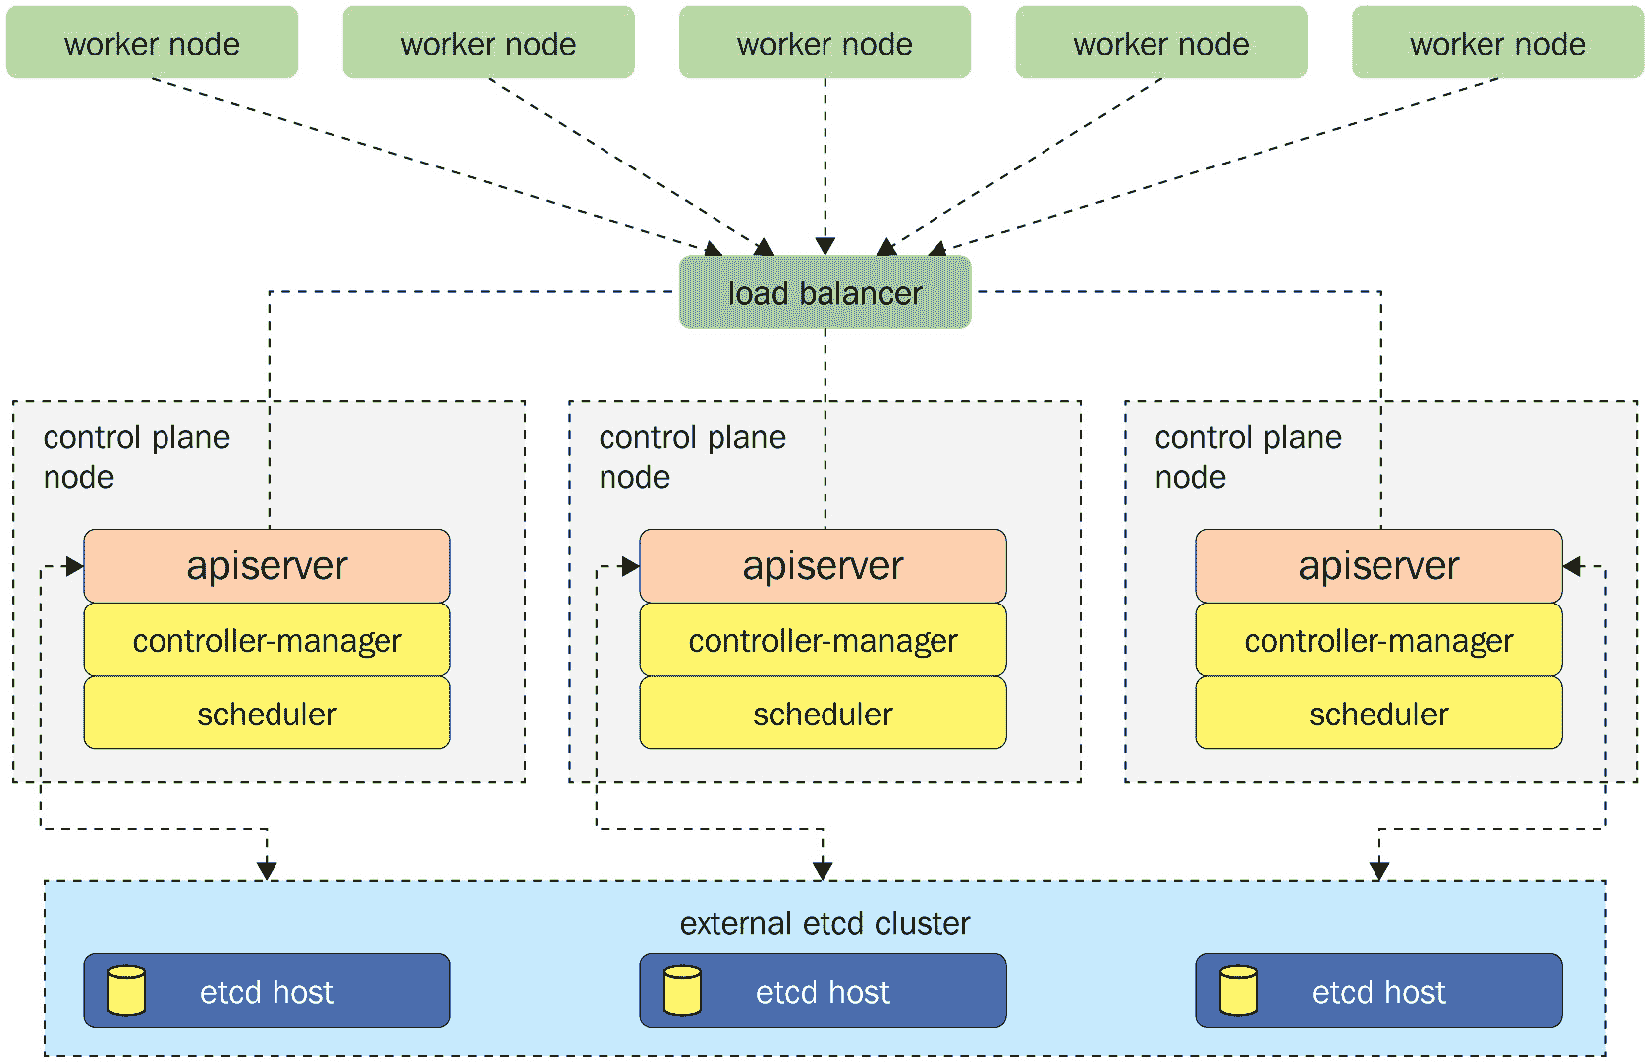 worker node
worker node
worker node
worker node
worker node
load balancer
control plane
node
apiserver
controller-manager
scheduler
control plane
node
apiserver
controller-manager
scheduler
control plane
node
apiserver
controller-manager
scheduler
external etcd cluster
etcd host
etcd host
etcd host